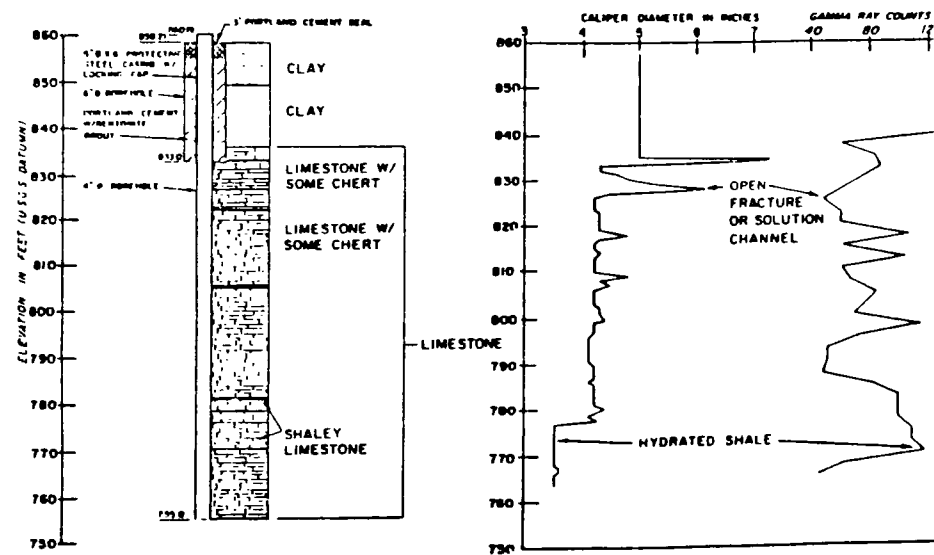 ELEVATION IN FEET (U.S.G.S DATUM)
860
850
840
830
820
810
800
790
780
770
760
750
3' PORTLAND CEMENT SEAL
PROTECTIVE
STEEL CASING W/
LOCKING CAP
BOREHOLE
PORTLAND CEMENT
GROUT
BOREHOLE
CLAY
CLAY
LIMESTONE W/
SOME CHERT
LIMESTONE W/
SOME CHERT
LIMESTONE
SHALEY
LIMESTONE
CALIPER DIAMETER IN INCHES
3
4
5
6
7
GAMMA RAY COUNTS
40
80
12
860
850
840
830
820
810
800
790
780
770
760
750
OPEN
FRACTURE
OR SOLUTION
CHANNEL
HYDRATED SHALE